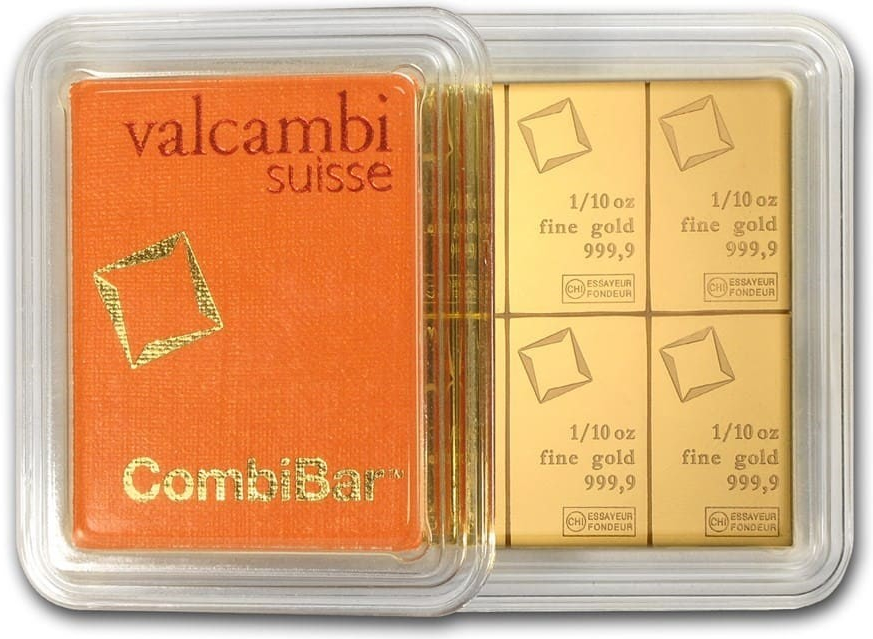 valcambi
suisse
CombiBar™
1/10 oz
fine gold
999,9
CHI ESSAYEUR
FONDEUR
1/10 oz
fine gold
999,9
CHI ESSAYEUR
FONDEUR
1/10 oz
fine gold
999,9
CHI ESSAYEUR
FONDEUR
1/10 oz
fine gold
999,9
CHI ESSAYEUR
FONDEUR